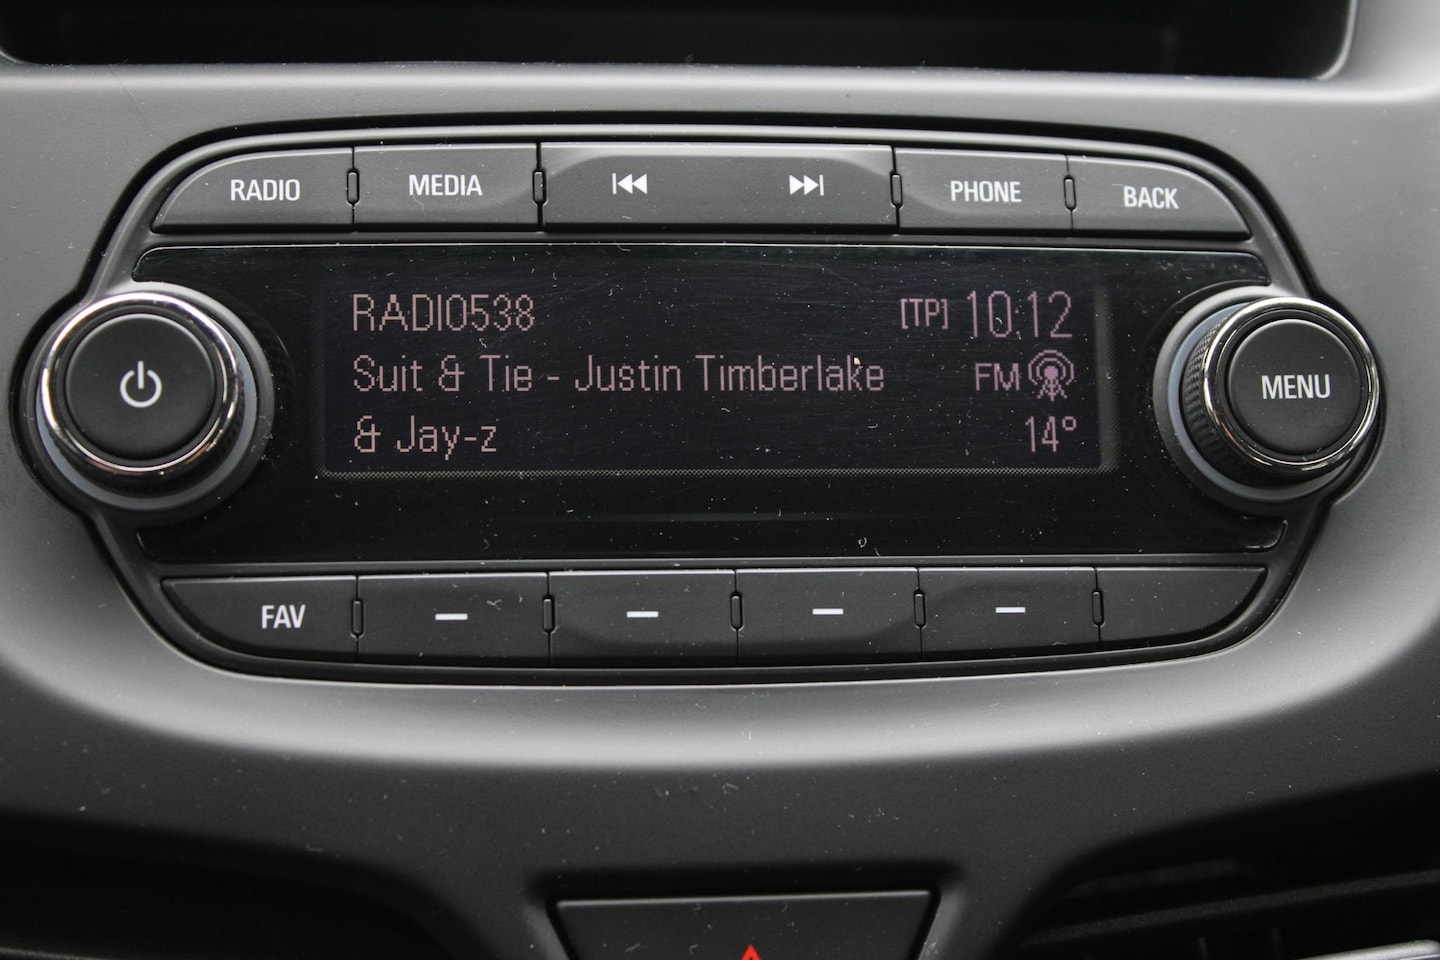 RADIO MEDIA PHONE BACK
RADIO538 [TP] 10:12
Suit & Tie - Justin Timberlake FM
& Jay-z 14°
MENU
FAV